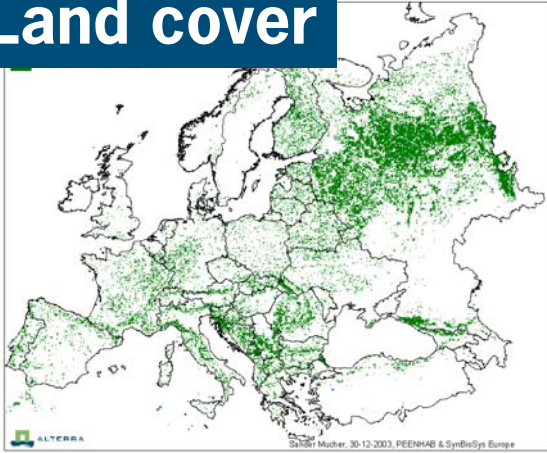 Land cover
ALTERRA
Sander Mucher, 30-12-2003, PEENHAB & SynBioSys Europe